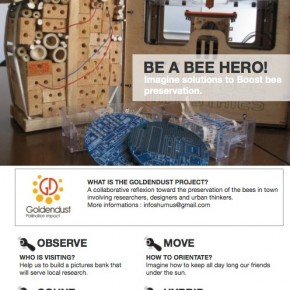 BE A BEE HERO!
Imagine solutions to Boost bee
preservation.
WHAT IS THE GOLDENDUST PROJECT?
A collaborative reflexion toward the preservation of the bees in town
involving researchers, designers and urban thinkers.
More informations : infoshumus@gmail.com
GD
Goldendust
Pollination Impact
OBSERVE
WHO IS VISITING?
Help us to build a pictures bank that
will serve local research.
MOVE
HOW TO ORIENTATE?
Imagine how to keep all day long our friends
under the sun.
COUNT
HYBRID